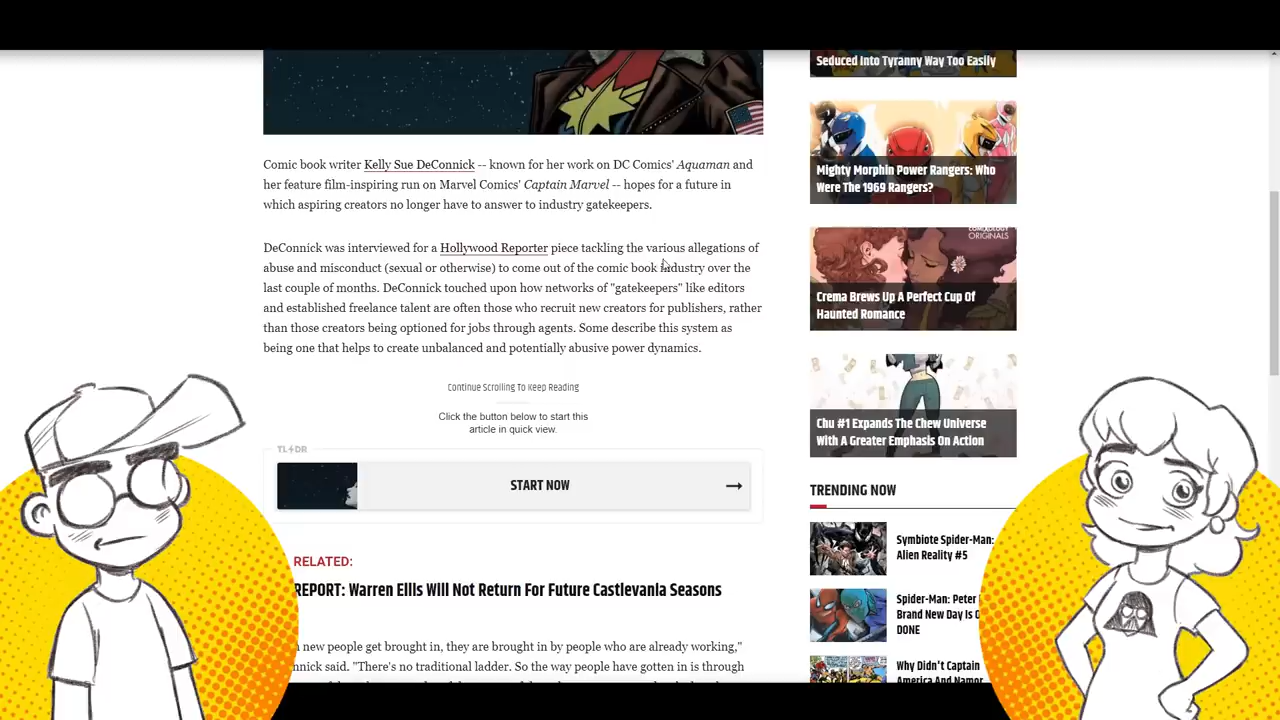 Seduced Into Tyranny Way Too Easily
Comic book writer Kelly Sue DeConnick -- known for her work on DC Comics' Aquaman and
her feature film-inspiring run on Marvel Comics' Captain Marvel -- hopes for a future in
which aspiring creators no longer have to answer to industry gatekeepers.
DeConnick was interviewed for a Hollywood Reporter piece tackling the various allegations of
abuse and misconduct (sexual or otherwise) to come out of the comic book industry over the
last couple of months. DeConnick touched upon how networks of "gatekeepers" like editors
and established freelance talent are often those who recruit new creators for publishers, rather
than those creators being optioned for jobs through agents. Some describe this system as
being one that helps to create unbalanced and potentially abusive power dynamics.
Continue Scrolling To Keep Reading
Click the button below to start this
article in quick view.
TL⚡DR
START NOW
RELATED:
REPORT: Warren Ellis Will Not Return For Future Castlevania Seasons
new people get brought in, they are brought in by people who are already working,"
nnick said. "There's no traditional ladder. So the way people have gotten in is through
Mighty Morphin Power Rangers: Who
Were The 1969 Rangers?
COMIXOLOGY
ORIGINALS
Crema Brews Up A Perfect Cup Of
Haunted Romance
Chu #1 Expands The Chew Universe
With A Greater Emphasis On Action
TRENDING NOW
Symbiote Spider-Man:
Alien Reality #5
Spider-Man: Peter
Brand New Day Is
DONE
Why Didn't Captain
America And Namor